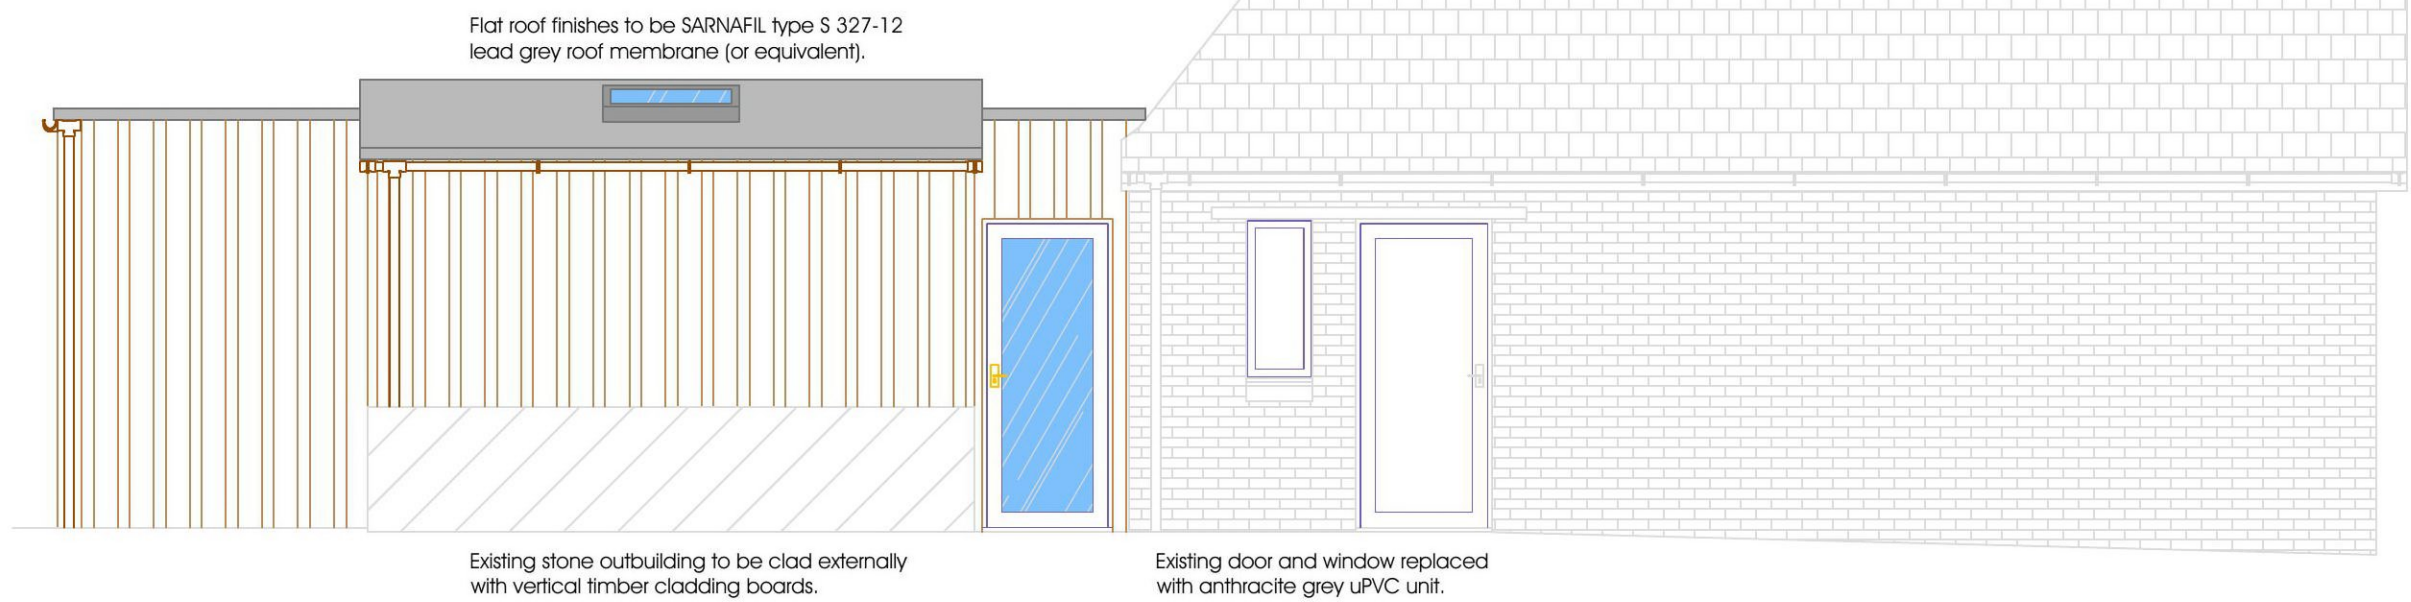 Flat roof finishes to be SARNAFIL type S 327-12
lead grey roof membrane (or equivalent).
Existing stone outbuilding to be clad externally
with vertical timber cladding boards.
Existing door and window replaced
with anthracite grey uPVC unit.